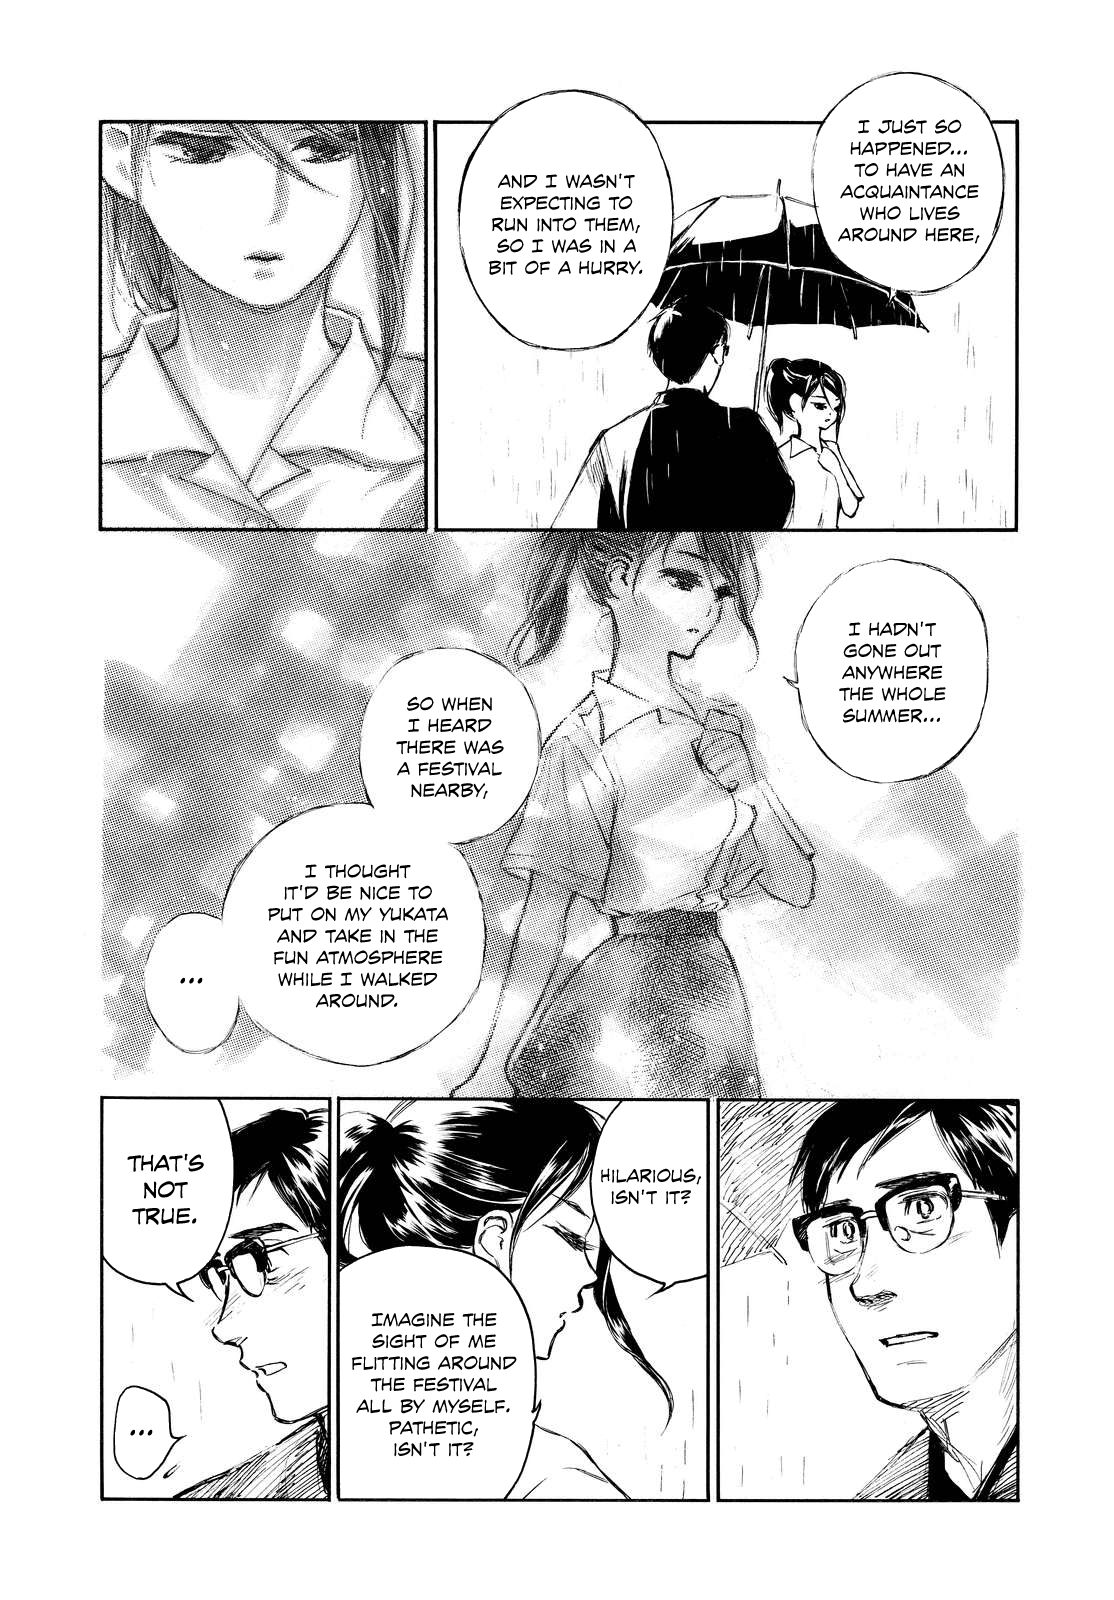 I JUST SO
HAPPENED...
TO HAVE AN
ACQUAINTANCE
WHO LIVES
AROUND HERE,
AND I WASN'T
EXPECTING TO
RUN INTO THEM,
SO I WAS IN A
BIT OF A HURRY.
I HADN'T
GONE OUT
ANYWHERE
THE WHOLE
SUMMER...
SO WHEN
I HEARD
THERE WAS
A FESTIVAL
NEARBY,
I THOUGHT
IT'D BE NICE TO
PUT ON MY YUKATA
AND TAKE IN THE
FUN ATMOSPHERE
WHILE I WALKED
AROUND.
...
HILARIOUS,
ISN'T IT?
IMAGINE THE
SIGHT OF ME
FLITTING AROUND
THE FESTIVAL
ALL BY MYSELF.
PATHETIC,
ISN'T IT?
THAT'S
NOT
TRUE.
...